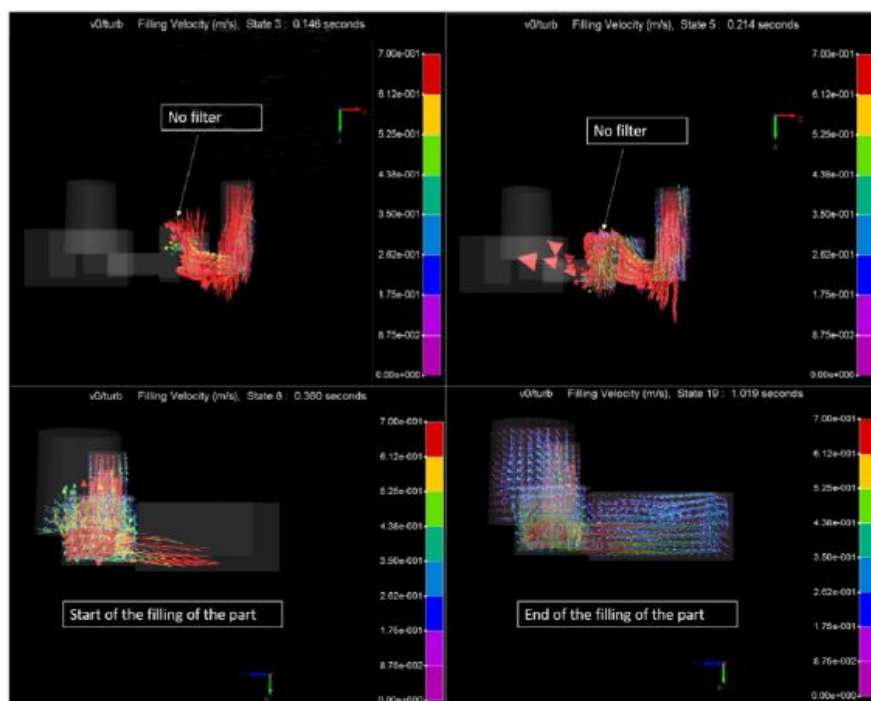 v0/turb Filling Velocity (m/s), State 3 : 0.146 seconds
7.00e-001
6.12e-001
No filter
5.25e-001
4.38e-001
3.50e-001
2.62e-001
1.75e-001
8.75e-002
0.00e+000
v0/turb Filling Velocity (m/s), State 5 : 0.214 seconds
7.00e-001
6.12e-001
No filter
5.25e-001
4.38e-001
3.50e-001
2.62e-001
1.75e-001
8.75e-002
0.00e+000
v0/turb Filling Velocity (m/s), State 8 : 0.360 seconds
7.00e-001
6.12e-001
5.25e-001
4.38e-001
3.50e-001
2.62e-001
Start of the filling of the part
1.75e-001
8.75e-002
0.00e+000
v0/turb Filling Velocity (m/s), State 19 : 1.019 seconds
7.00e-001
6.12e-001
5.25e-001
4.38e-001
3.50e-001
2.62e-001
End of the filling of the part
1.75e-001
8.75e-002
0.00e+000